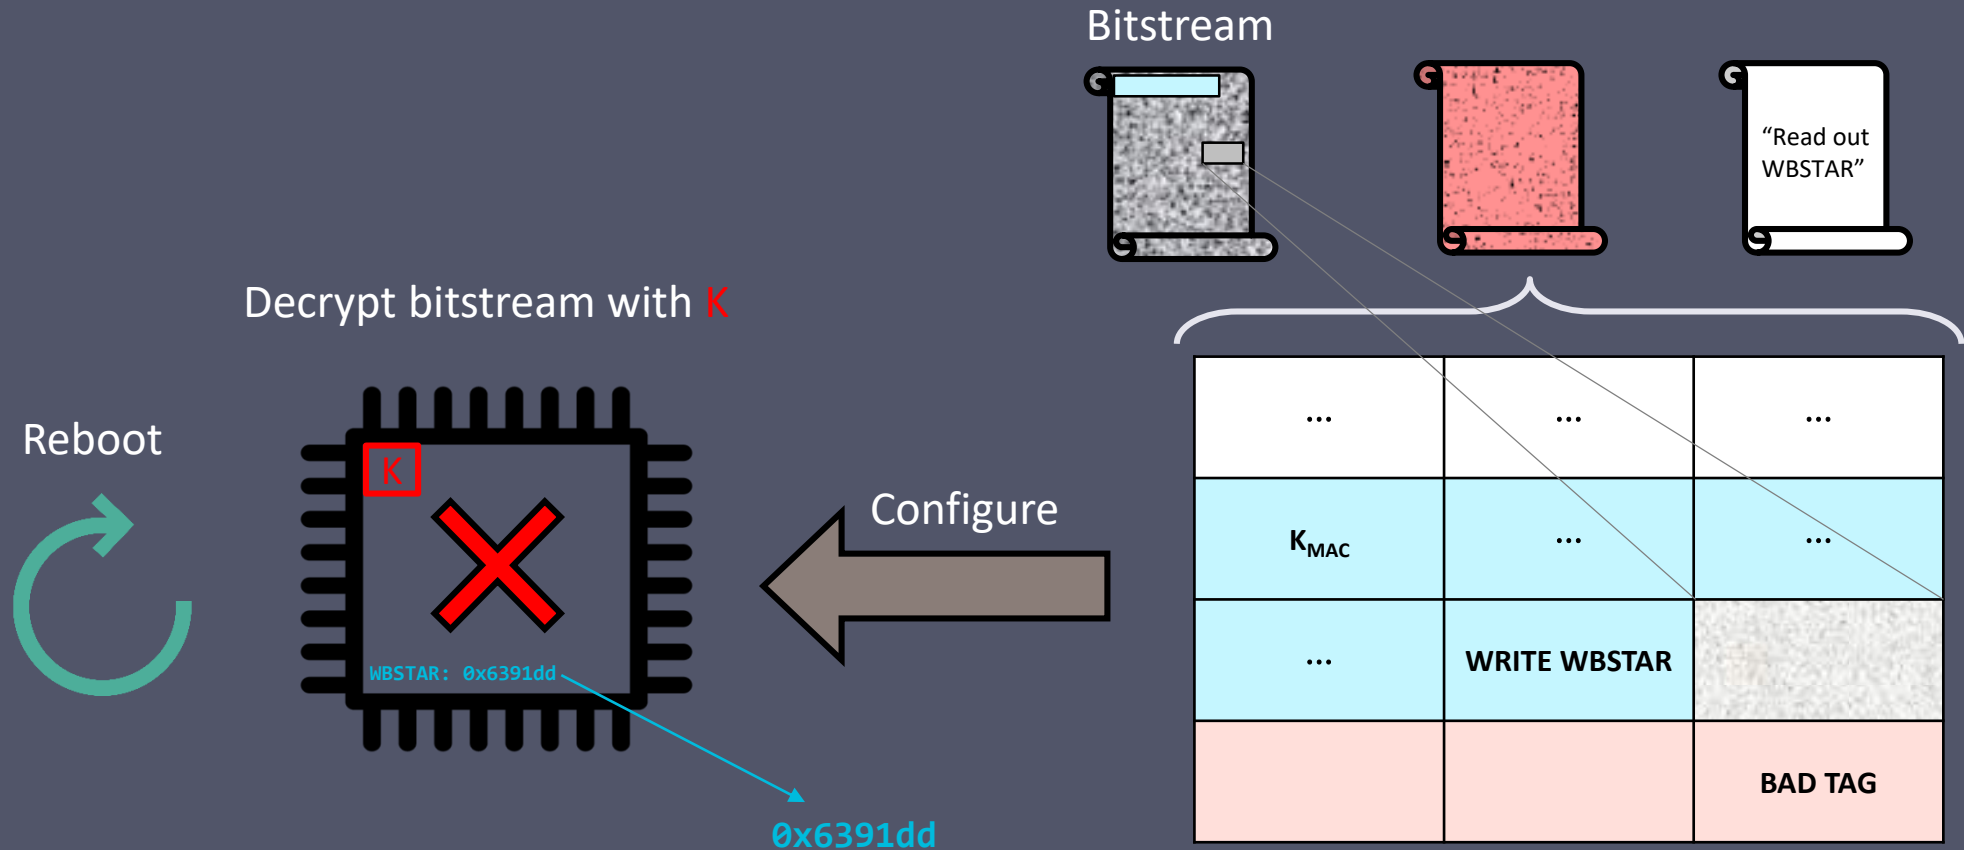 Bitstream
“Read out
WBSTAR”
Decrypt bitstream with K
Reboot
K
Configure
WBSTAR: 0x6391dd
0x6391dd
... ... ...
KMAC ... ...
... WRITE WBSTAR
BAD TAG